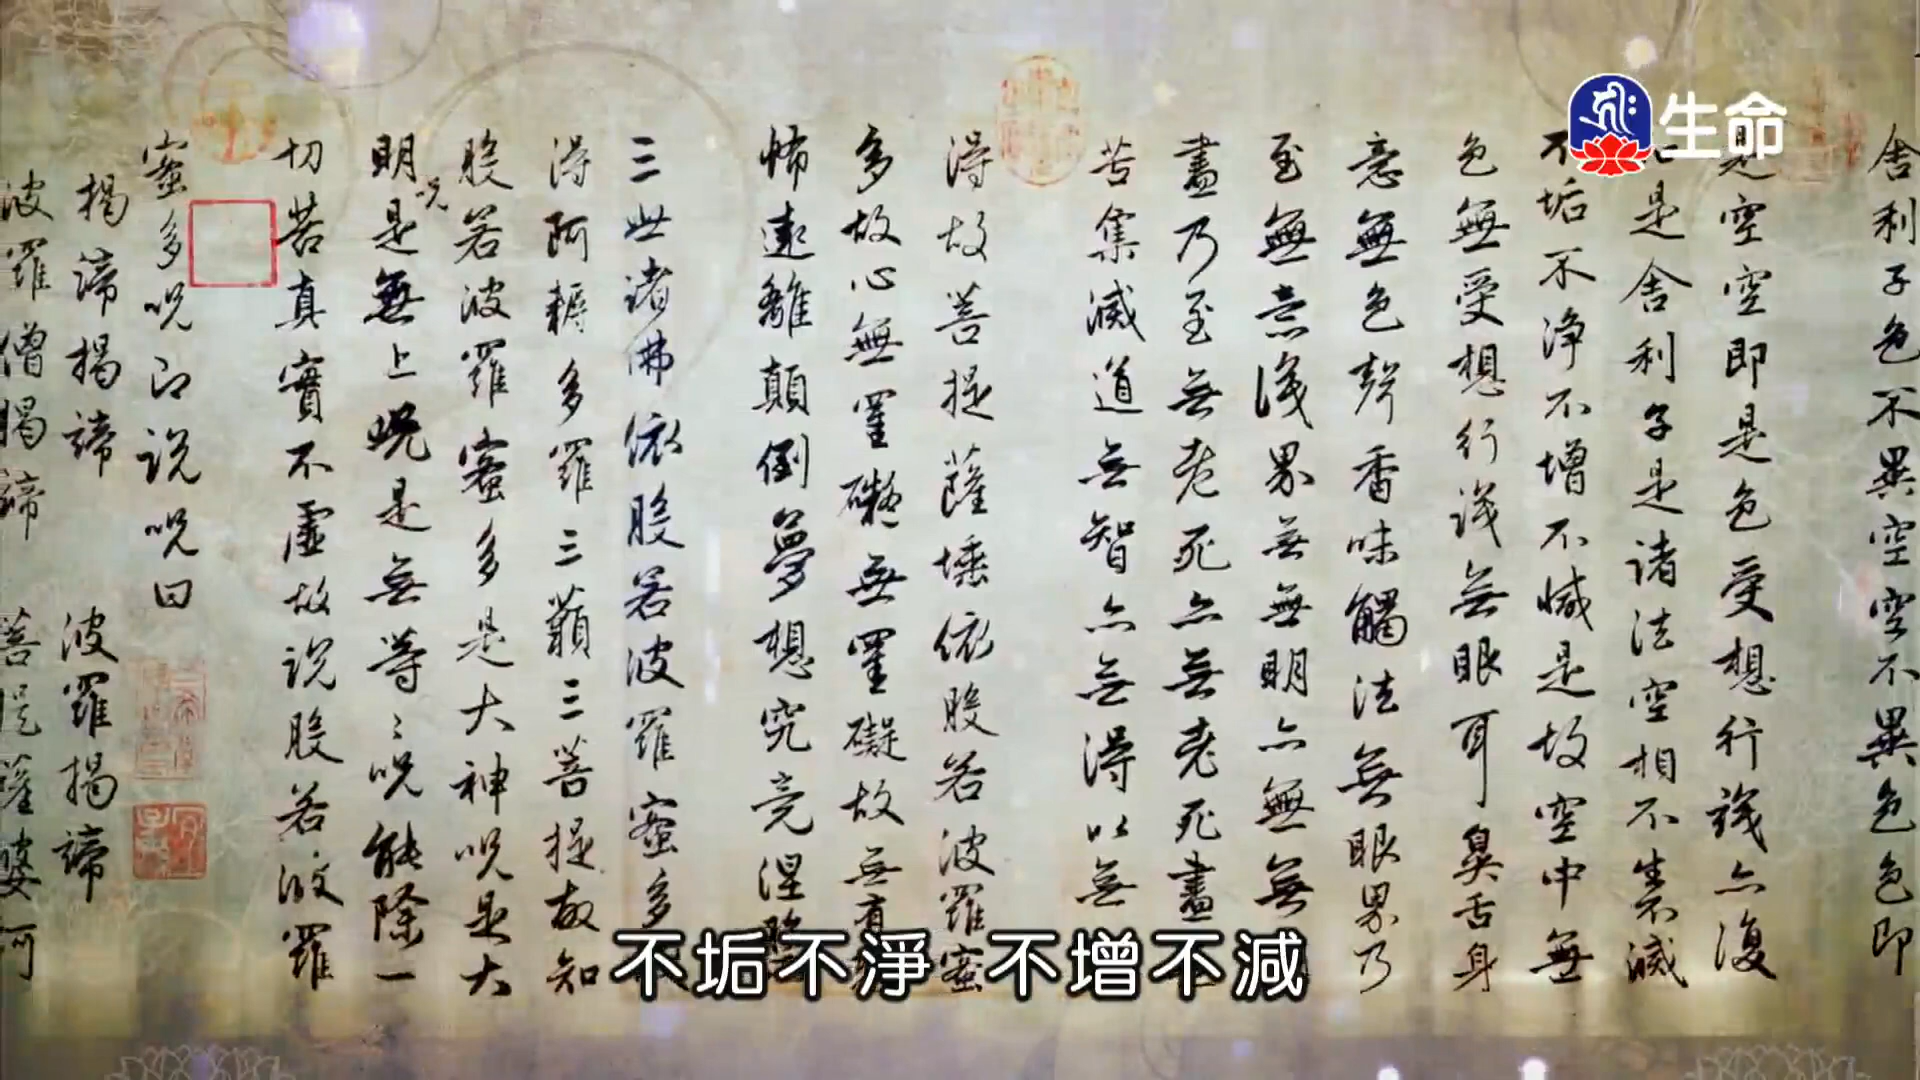 舍利子色不異空空不異色色即
是空空即是色受想行識亦復
是舍利子是諸法空相不生不滅
不垢不淨不增不減是故空中無
色無受想行識無眼耳鼻舌身
意無色聲香味觸法無眼界乃
至無意識界無無明亦無無
盡乃至無老死亦無老死盡
苦集滅道無智亦無得以無
得故菩提薩埵依般若波羅蜜
多故心無罣礙無罣礙故無有
怖遠離顛倒夢想究竟涅
三世諸佛依般若波羅蜜多
得阿耨多羅三藐三菩提故知
般若波羅蜜多是大神咒是大
明咒是無上咒是無等々咒能除一
切苦真實不虛故說般若波羅
蜜多咒即說咒曰
揭諦揭諦 波羅揭諦
波羅僧揭諦 菩提薩婆訶
生命
不垢不淨 不增不減